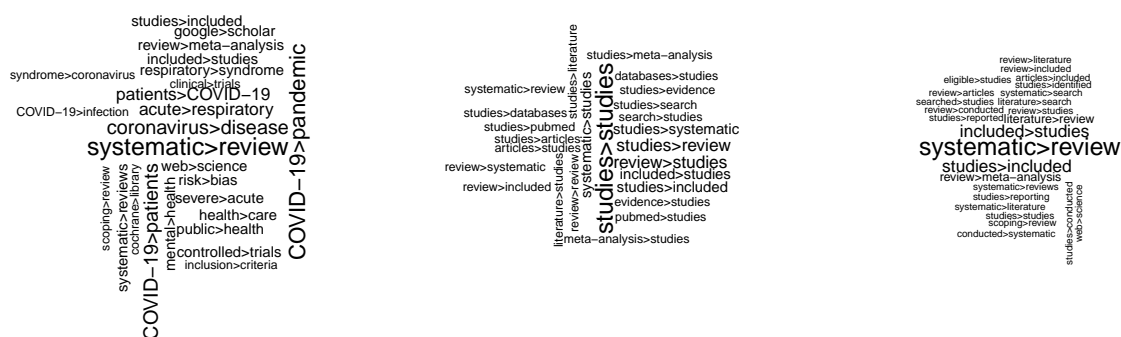 studies>included
google>scholar
review>meta−analysis
included>studies
syndrome>coronavirus
respiratory>syndrome
clinical>trials
patients>COVID−19
COVID−19>infection
acute>respiratory
coronavirus>disease
systematic>review
COVID−19>pandemic
web>science
risk>bias
severe>acute
health>care
public>health
controlled>trials
inclusion>criteria
scoping>review
systematic>reviews
cochrane>library
COVID−19>patients
mental>health
studies>literature
studies>meta−analysis
databases>studies
systematic>review
studies>evidence
studies>search
studies>databases
search>studies
studies>pubmed
studies>systematic
studies>articles
articles>studies
studies>review
review>systematic
review>studies
included>studies
review>included
studies>included
evidence>studies
pubmed>studies
meta−analysis>studies
literature>studies
review>review
systematic>studies
studies>studies
review>literature
review>included
eligible>studies
articles>included
studies>identified
review>articles
systematic>search
searched>studies
literature>search
review>conducted
review>studies
studies>reported
literature>review
included>studies
systematic>review
studies>included
review>meta−analysis
systematic>reviews
studies>reporting
systematic>literature
studies>studies
scoping>review
conducted>systematic
studies>conducted
web>science